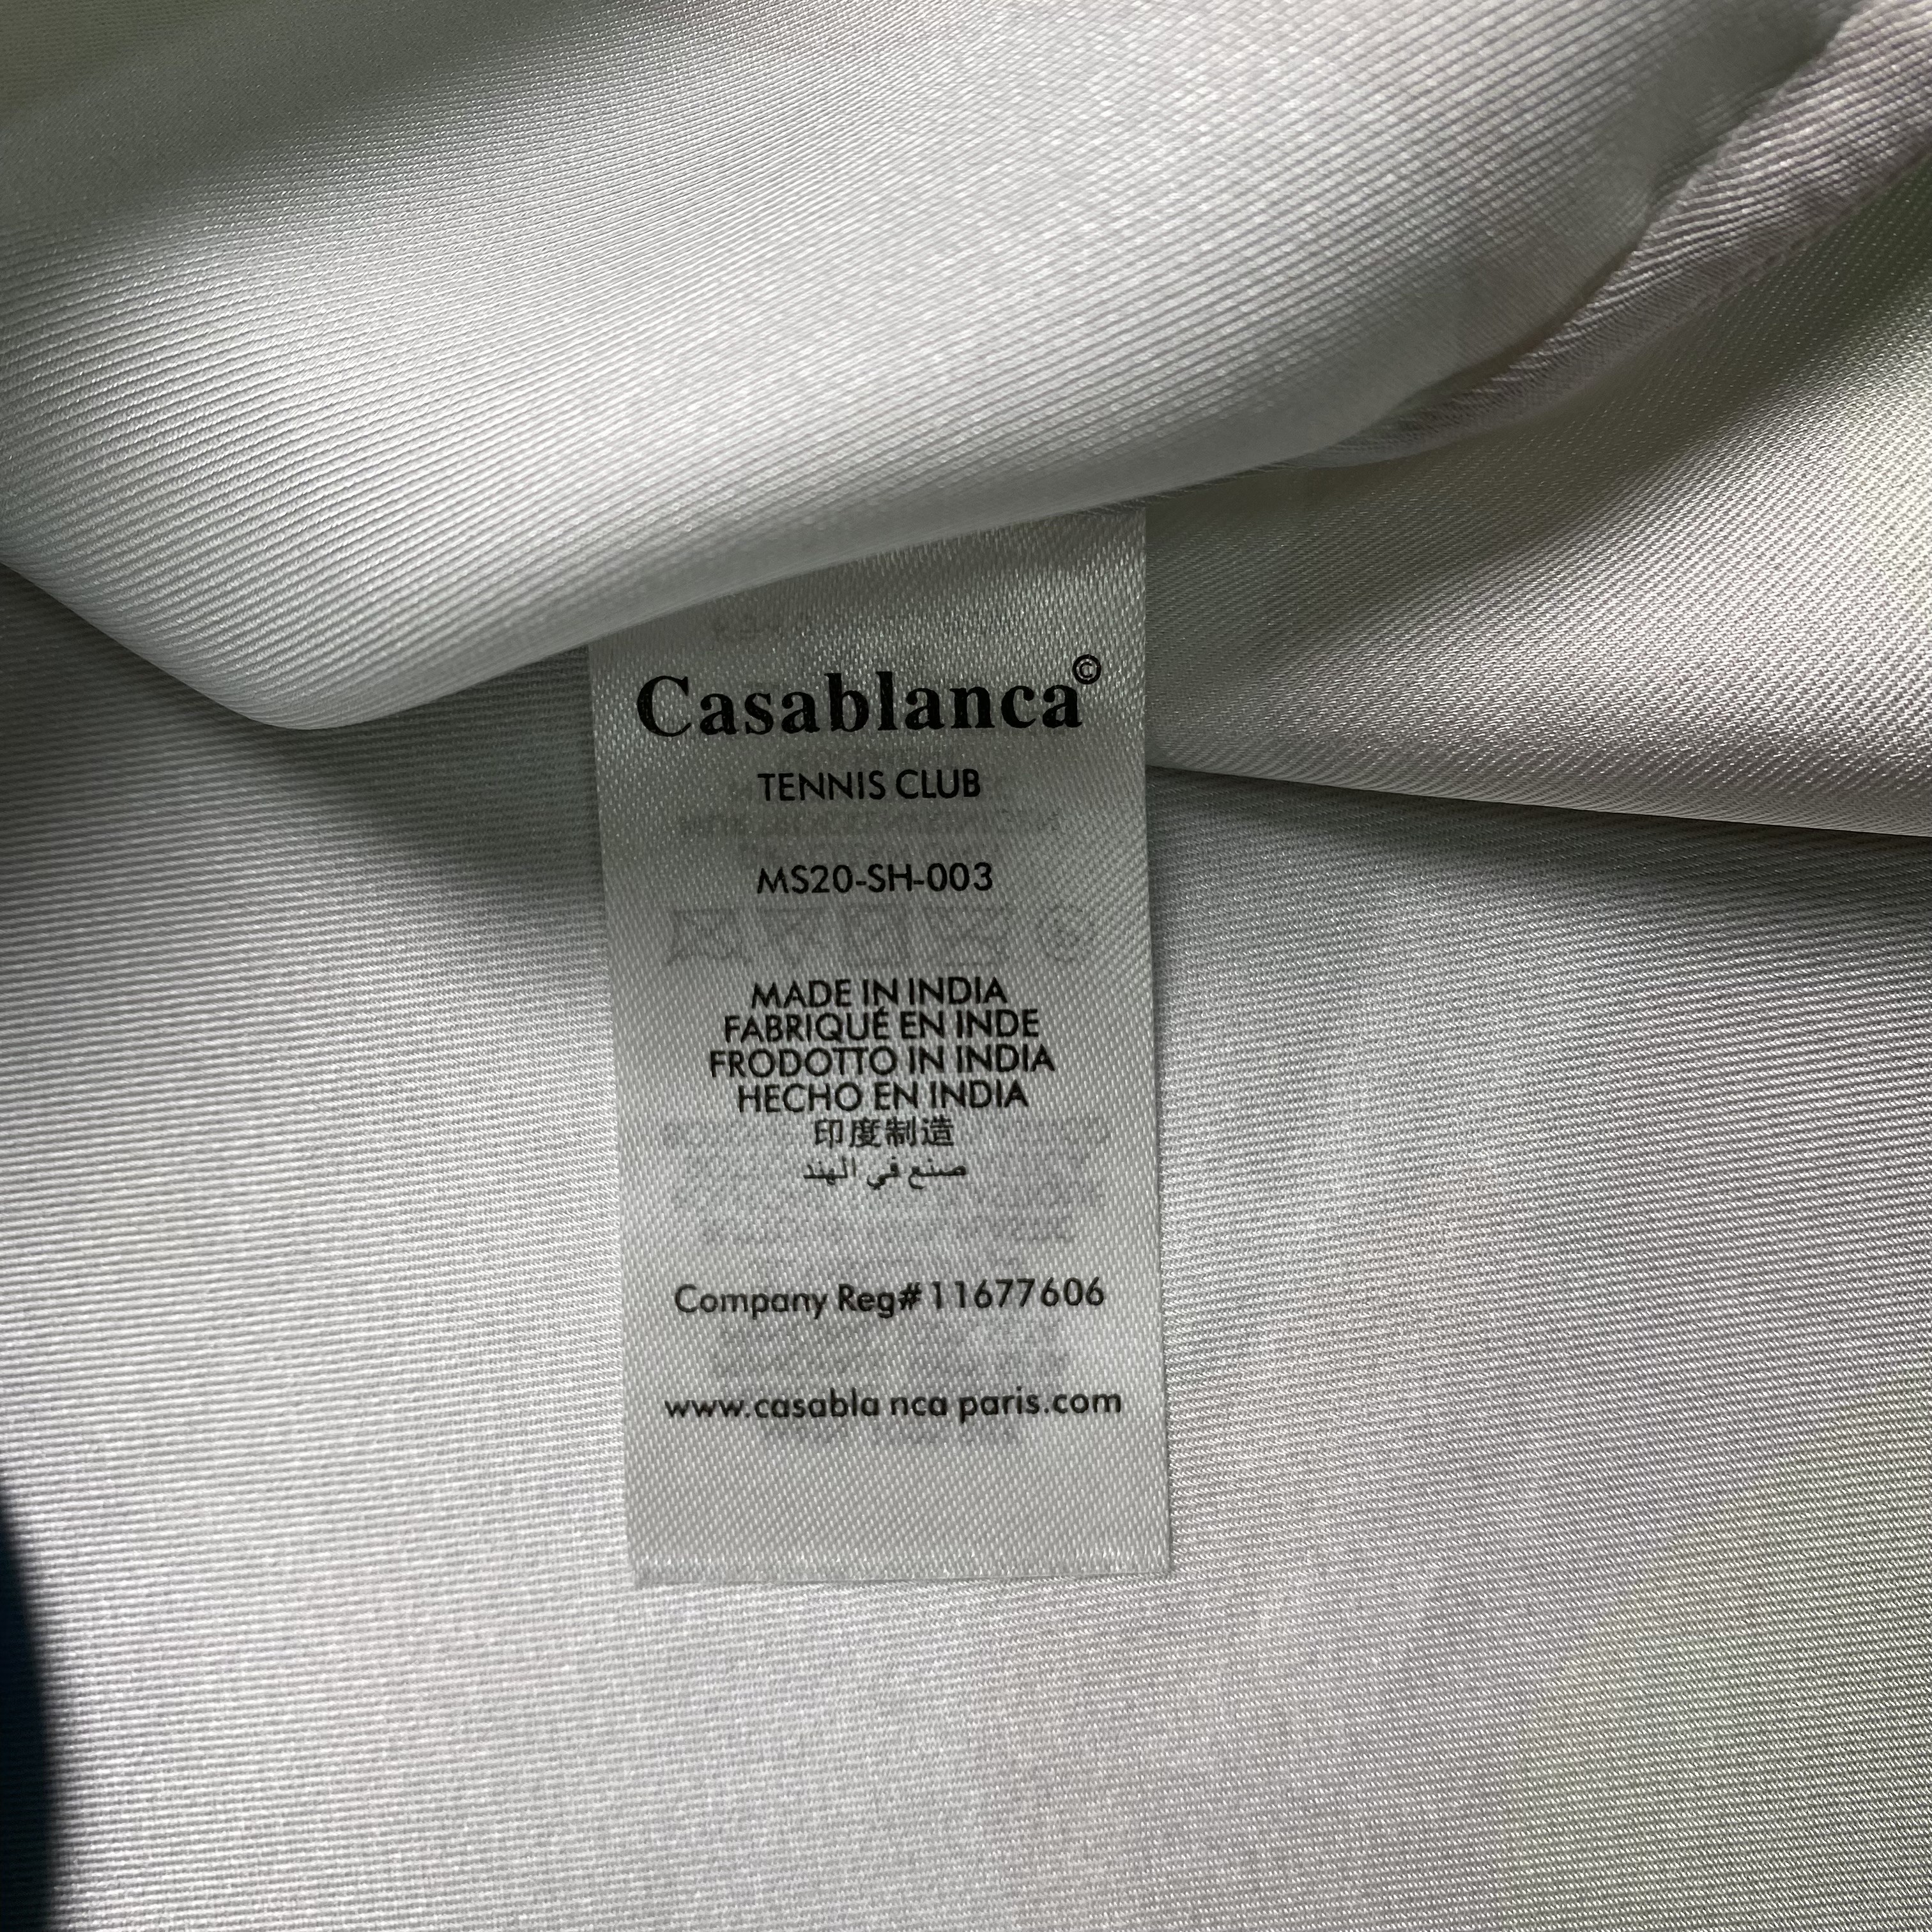 Casablanca©
TENNIS CLUB
MS20-SH-003
MADE IN INDIA
FABRIQUÉ EN INDE
FRODOTTO IN INDIA
HECHO EN INDIA
印度制造
صنع في الهند
Company Reg# 11677606
www.casabla nca paris.com